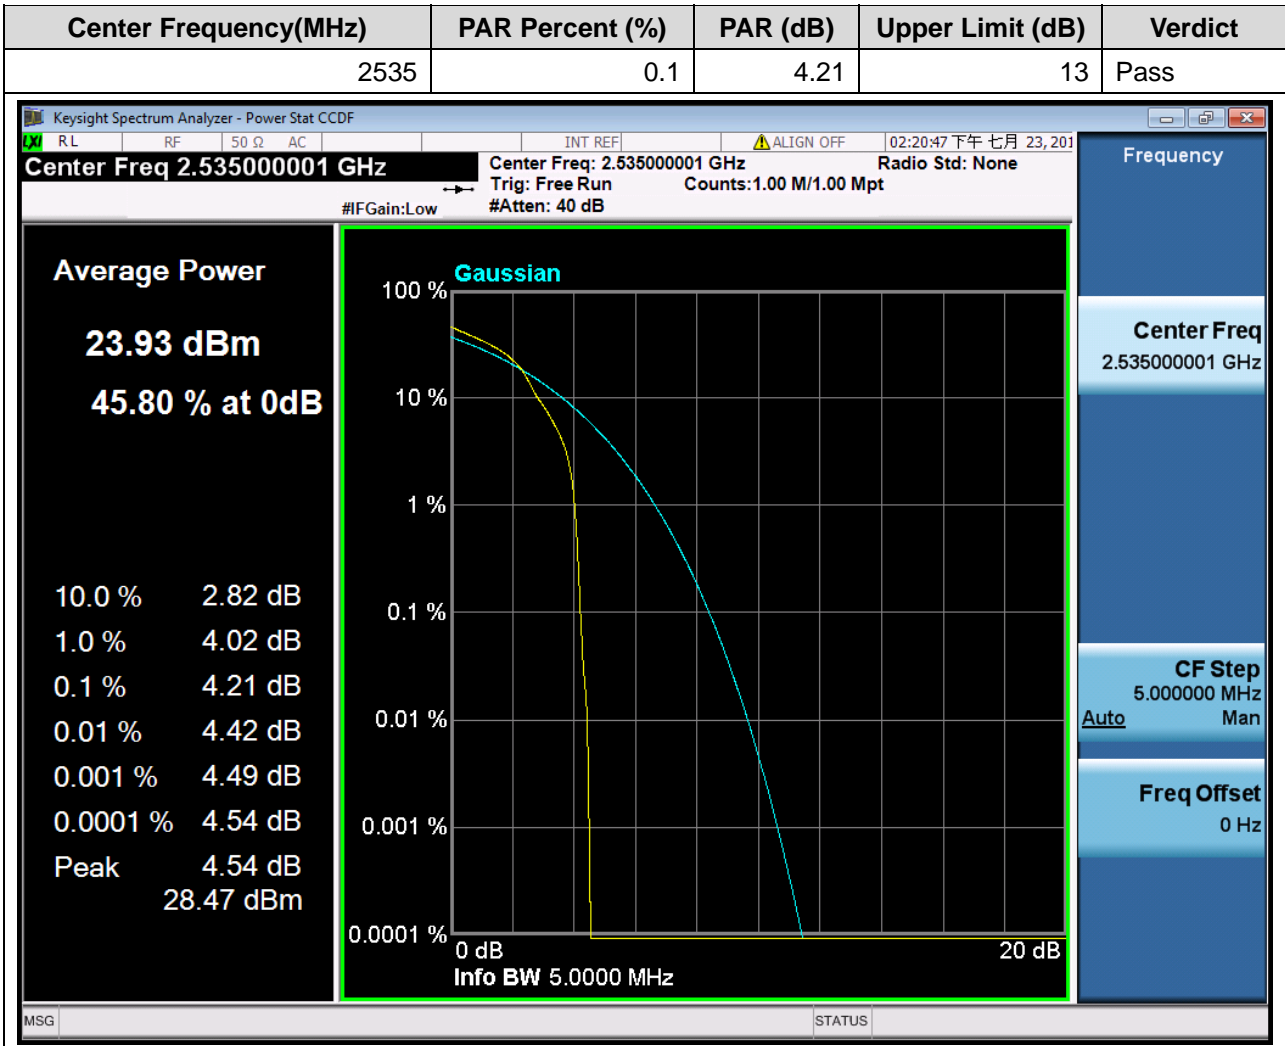 Center Frequency(MHz) PAR Percent (%) PAR (dB) Upper Limit (dB) Verdict
2535 0.1 4.21 13 Pass
Keysight Spectrum Analyzer - Power Stat CCDF
LXI RL RF 50 Ω AC INT REF ALIGN OFF 02:20:47 下午 七月 23, 201
Center Freq 2.535000001 GHz
Center Freq: 2.535000001 GHz Radio Std: None
Trig: Free Run Counts:1.00 M/1.00 Mpt
#IFGain:Low #Atten: 40 dB
Average Power
23.93 dBm
45.80 % at 0dB
10.0 % 2.82 dB
1.0 % 4.02 dB
0.1 % 4.21 dB
0.01 % 4.42 dB
0.001 % 4.49 dB
0.0001 % 4.54 dB
Peak 4.54 dB
28.47 dBm
Gaussian
100 %
10 %
1 %
0.1 %
0.01 %
0.001 %
0.0001 %
0 dB 20 dB
Info BW 5.0000 MHz
Frequency
Center Freq
2.535000001 GHz
CF Step
5.000000 MHz
Auto Man
Freq Offset
0 Hz
MSG STATUS